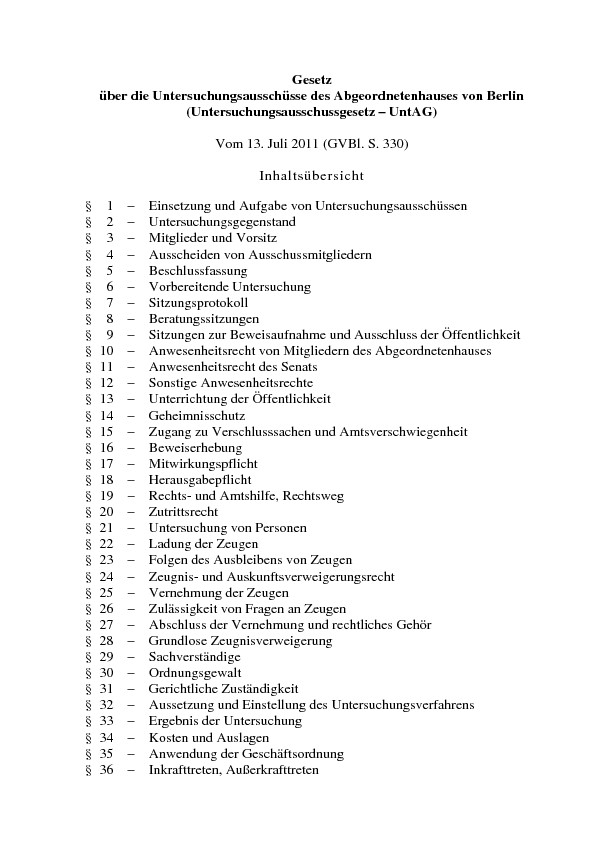 Gesetz
über die Untersuchungsausschüsse des Abgeordnetenhauses von Berlin
(Untersuchungsausschussgesetz – UntAG)
Vom 13. Juli 2011 (GVBl. S. 330)
Inhaltsübersicht
§ 1 – Einsetzung und Aufgabe von Untersuchungsausschüssen
§ 2 – Untersuchungsgegenstand
§ 3 – Mitglieder und Vorsitz
§ 4 – Ausscheiden von Ausschussmitgliedern
§ 5 – Beschlussfassung
§ 6 – Vorbereitende Untersuchung
§ 7 – Sitzungsprotokoll
§ 8 – Beratungssitzungen
§ 9 – Sitzungen zur Beweisaufnahme und Ausschluss der Öffentlichkeit
§ 10 – Anwesenheitsrecht von Mitgliedern des Abgeordnetenhauses
§ 11 – Anwesenheitsrecht des Senats
§ 12 – Sonstige Anwesenheitsrechte
§ 13 – Unterrichtung der Öffentlichkeit
§ 14 – Geheimnisschutz
§ 15 – Zugang zu Verschlusssachen und Amtsverschwiegenheit
§ 16 – Beweiserhebung
§ 17 – Mitwirkungspflicht
§ 18 – Herausgabepflicht
§ 19 – Rechts- und Amtshilfe, Rechtsweg
§ 20 – Zutrittsrecht
§ 21 – Untersuchung von Personen
§ 22 – Ladung der Zeugen
§ 23 – Folgen des Ausbleibens von Zeugen
§ 24 – Zeugnis- und Auskunftsverweigerungsrecht
§ 25 – Vernehmung der Zeugen
§ 26 – Zulässigkeit von Fragen an Zeugen
§ 27 – Abschluss der Vernehmung und rechtliches Gehör
§ 28 – Grundlose Zeugnisverweigerung
§ 29 – Sachverständige
§ 30 – Ordnungsgewalt
§ 31 – Gerichtliche Zuständigkeit
§ 32 – Aussetzung und Einstellung des Untersuchungsverfahrens
§ 33 – Ergebnis der Untersuchung
§ 34 – Kosten und Auslagen
§ 35 – Anwendung der Geschäftsordnung
§ 36 – Inkrafttreten, Außerkrafttreten